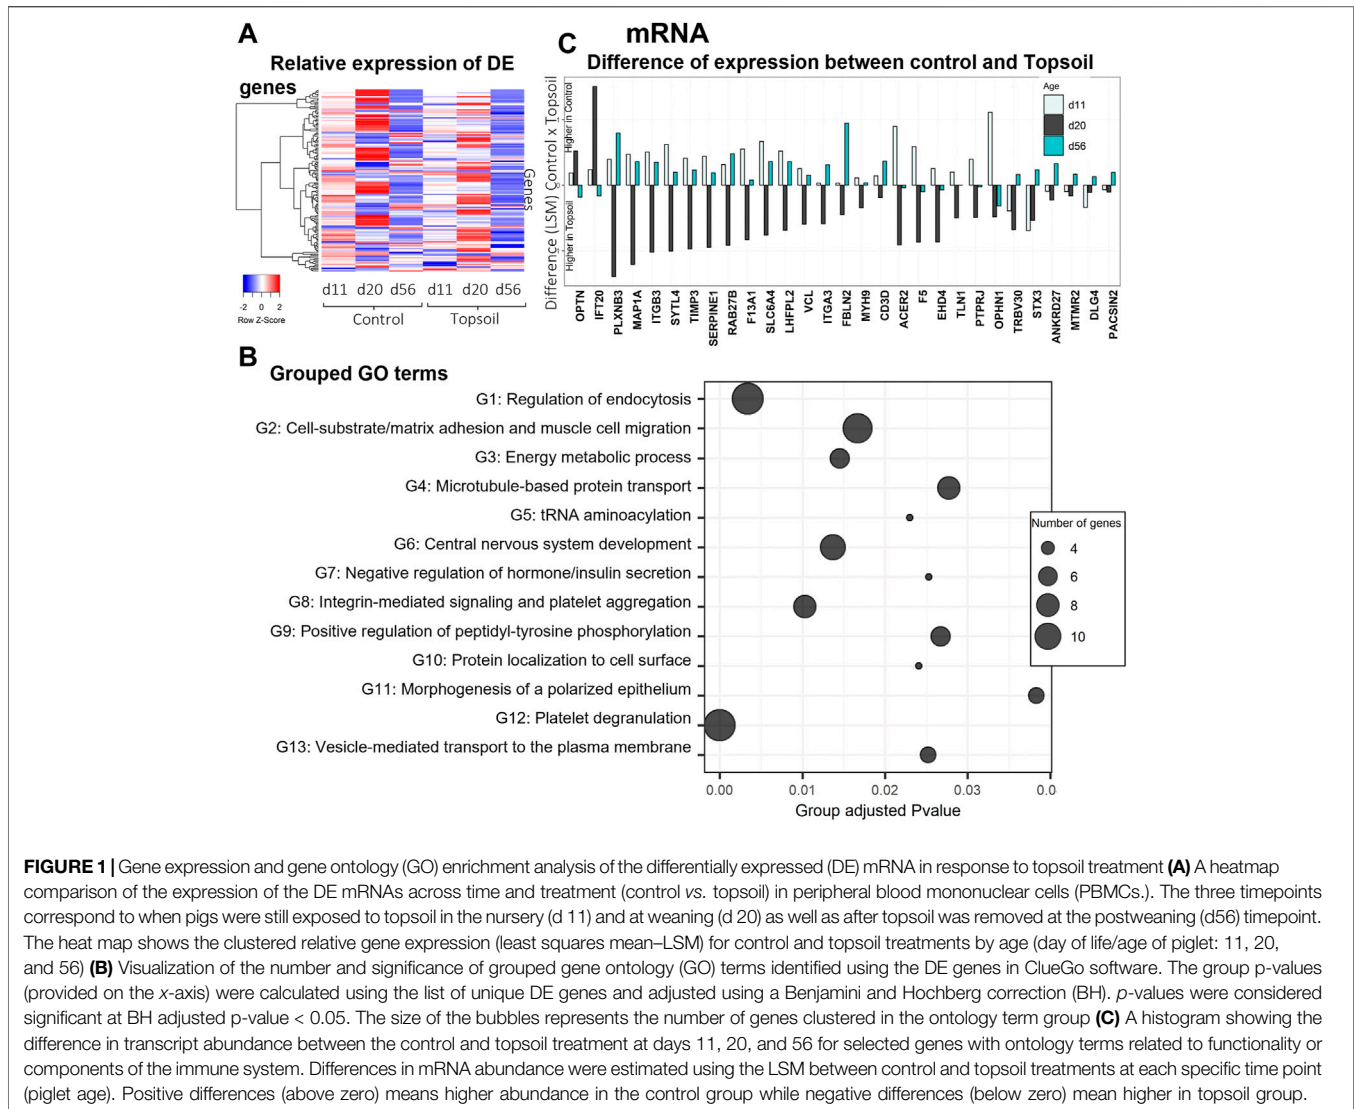 A
Relative expression of DE
genes
Genes
-2 0 2
Row Z-Score
d11 d20 d56 d11 d20 d56
Control Topsoil
mRNA
C
Difference of expression between control and Topsoil
Difference (LSM) Control x Topsoil
Higher in Topsoil Higher in Control
Age
d11
d20
d56
OPTN
IFT20
PLXNB3
MAP1A
ITGB3
SYTL4
TIMP3
SERPINE1
RAB27B
F13A1
SLC6A4
LHFPL2
VCL
ITGA3
FBLN2
MYH9
CD3D
ACER2
F5
EHD4
TLN1
PTPRJ
OPHN1
TRBV30
STX3
ANKRD27
MTMR2
DLG4
PACSIN2
B
Grouped GO terms
G1: Regulation of endocytosis
G2: Cell-substrate/matrix adhesion and muscle cell migration
G3: Energy metabolic process
G4: Microtubule-based protein transport
G5: tRNA aminoacylation
G6: Central nervous system development
G7: Negative regulation of hormone/insulin secretion
G8: Integrin-mediated signaling and platelet aggregation
G9: Positive regulation of peptidyl-tyrosine phosphorylation
G10: Protein localization to cell surface
G11: Morphogenesis of a polarized epithelium
G12: Platelet degranulation
G13: Vesicle-mediated transport to the plasma membrane
Number of genes
4
6
8
10
0.00 0.01 0.02 0.03 0.0
Group adjusted Pvalue
FIGURE 1 | Gene expression and gene ontology (GO) enrichment analysis of the differentially expressed (DE) mRNA in response to topsoil treatment (A) A heatmap
comparison of the expression of the DE mRNAs across time and treatment (control vs. topsoil) in peripheral blood mononuclear cells (PBMCs.). The three timepoints
correspond to when pigs were still exposed to topsoil in the nursery (d 11) and at weaning (d 20) as well as after topsoil was removed at the postweaning (d56) timepoint.
The heat map shows the clustered relative gene expression (least squares mean–LSM) for control and topsoil treatments by age (day of life/age of piglet: 11, 20,
and 56) (B) Visualization of the number and significance of grouped gene ontology (GO) terms identified using the DE genes in ClueGo software. The group p-values
(provided on the x-axis) were calculated using the list of unique DE genes and adjusted using a Benjamini and Hochberg correction (BH). p-values were considered
significant at BH adjusted p-value < 0.05. The size of the bubbles represents the number of genes clustered in the ontology term group (C) A histogram showing the
difference in transcript abundance between the control and topsoil treatment at days 11, 20, and 56 for selected genes with ontology terms related to functionality or
components of the immune system. Differences in mRNA abundance were estimated using the LSM between control and topsoil treatments at each specific time point
(piglet age). Positive differences (above zero) means higher abundance in the control group while negative differences (below zero) mean higher in topsoil group.